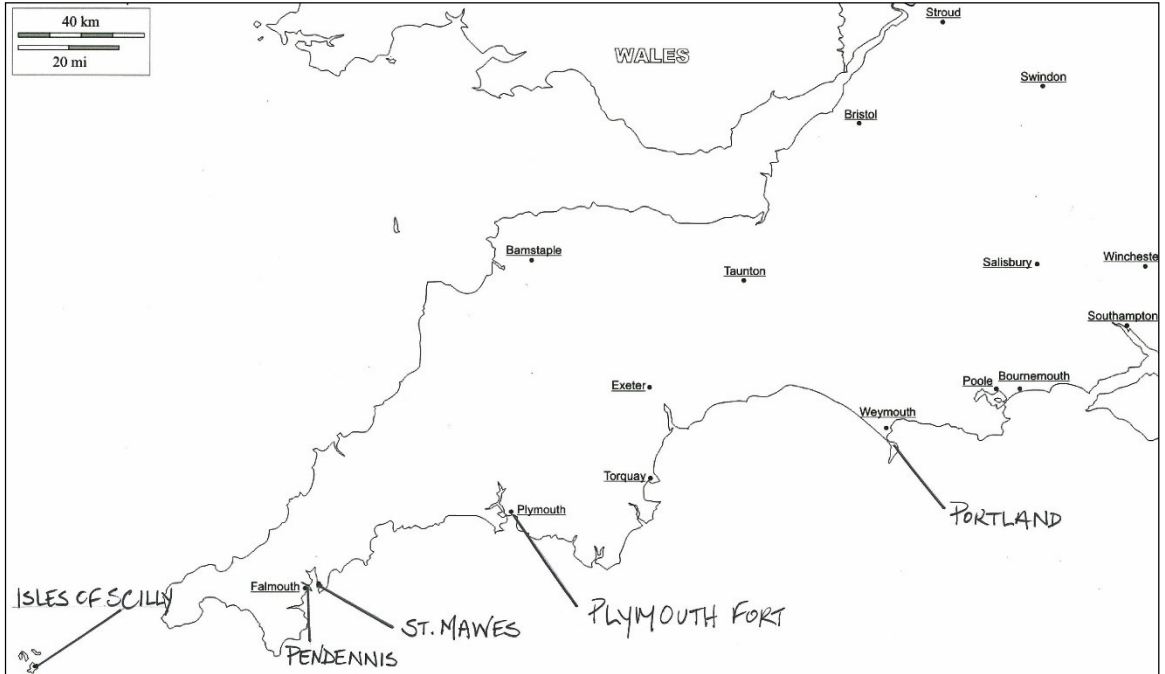 40 km
20 mi
Stroud
WALES
Swindon
Bristol
Barnstaple
Taunton
Salisbury
Wincheste
Southampton
Exeter
Poole
Bournemouth
Weymouth
Torquay
Plymouth
PORTLAND
Falmouth
ISLES OF SCILLY
ST. MAWES
PLYMOUTH FORT
PENDENNIS